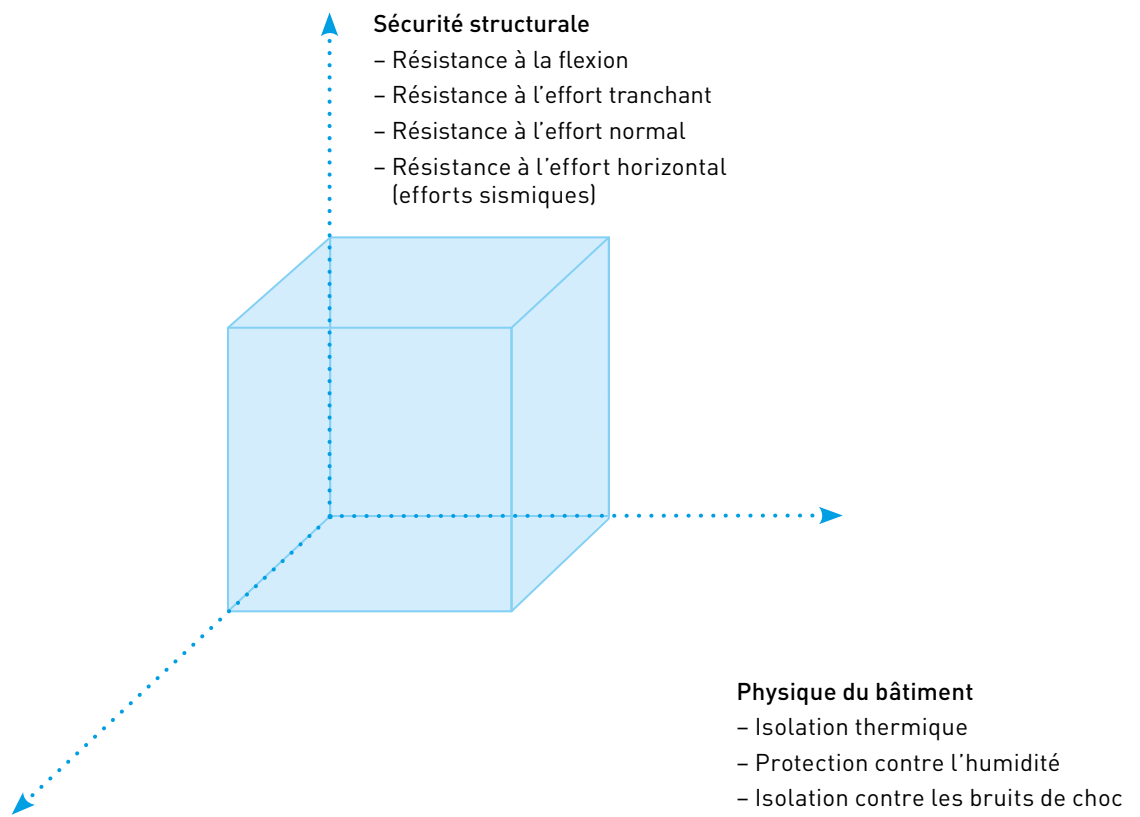 Sécurité structurale
– Résistance à la flexion
– Résistance à l’effort tranchant
– Résistance à l’effort normal
– Résistance à l’effort horizontal
(efforts sismiques)
Physique du bâtiment
– Isolation thermique
– Protection contre l’humidité
– Isolation contre les bruits de choc